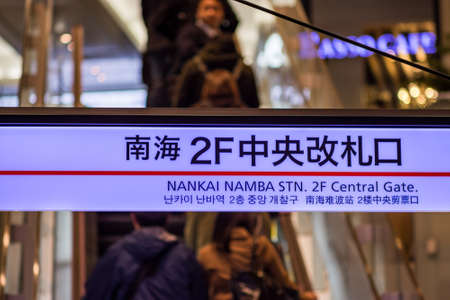 南海 2F中央改札口
NANKAI NAMBA STN. 2F Central Gate.
난카이 난바역 2층 중앙 개찰구 南海难波站 2楼中央剪票口